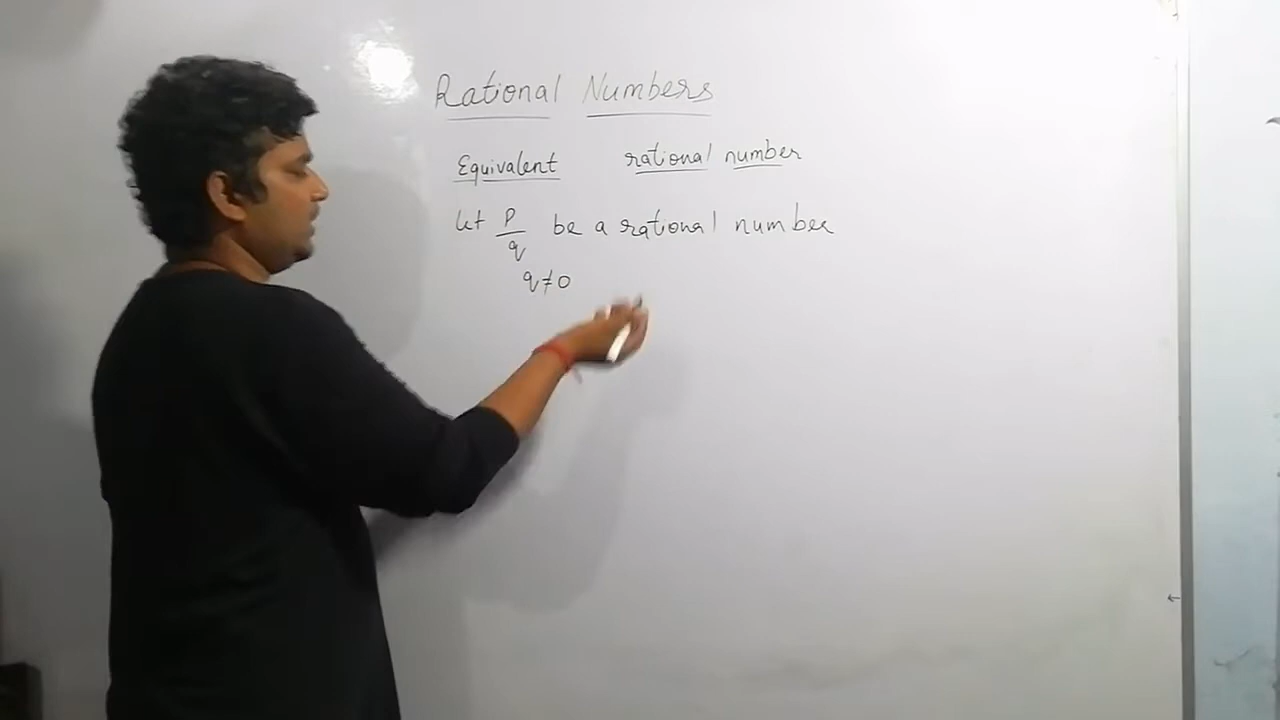 Rational Numbers
Equivalent rational number
let P/q be a rational number
q≠0